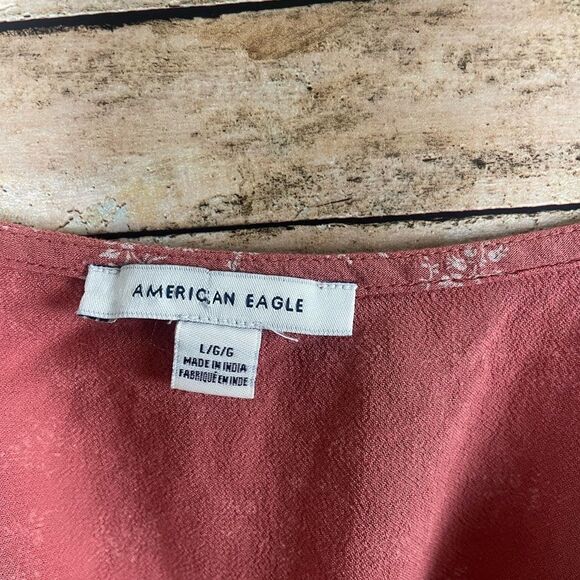 AMERICAN EAGLE
L/G/G
MADE IN INDIA
FABRIQUÉ EN INDE